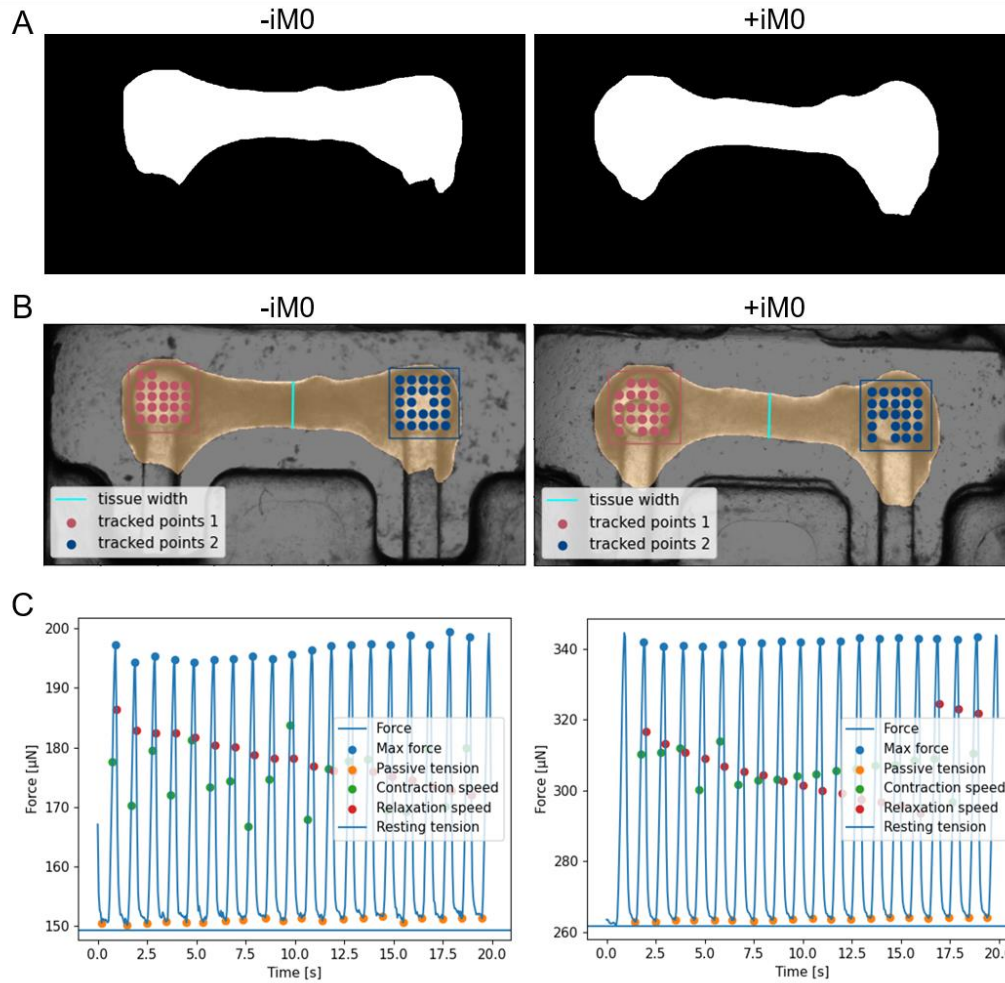 A
-iM0
+iM0
B
-iM0
+iM0
tissue width
tracked points 1
tracked points 2
tissue width
tracked points 1
tracked points 2
C
200
190
180
170
160
150
Force [µN]
0.0 2.5 5.0 7.5 10.0 12.5 15.0 17.5 20.0
Time [s]
Force
Max force
Passive tension
Contraction speed
Relaxation speed
Resting tension
340
320
300
280
260
Force [µN]
0.0 2.5 5.0 7.5 10.0 12.5 15.0 17.5 20.0
Time [s]
Force
Max force
Passive tension
Contraction speed
Relaxation speed
Resting tension